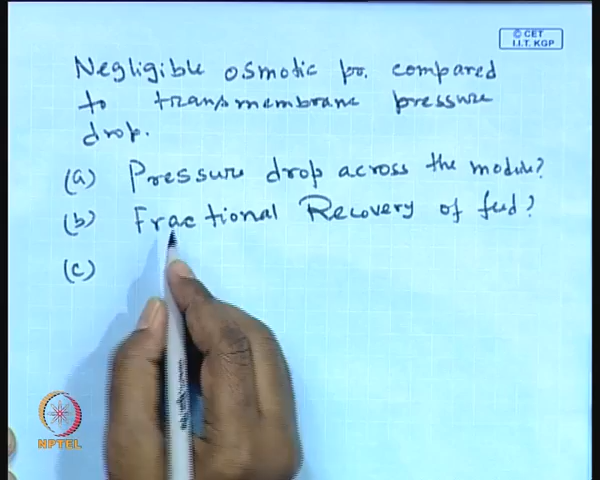 © CET
I.I.T. KGP
Negligible osmotic pr. compared
to transmembrane pressure
drop.
(a) Pressure drop across the module?
(b) Fractional Recovery of feed?
(c)
NPTEL